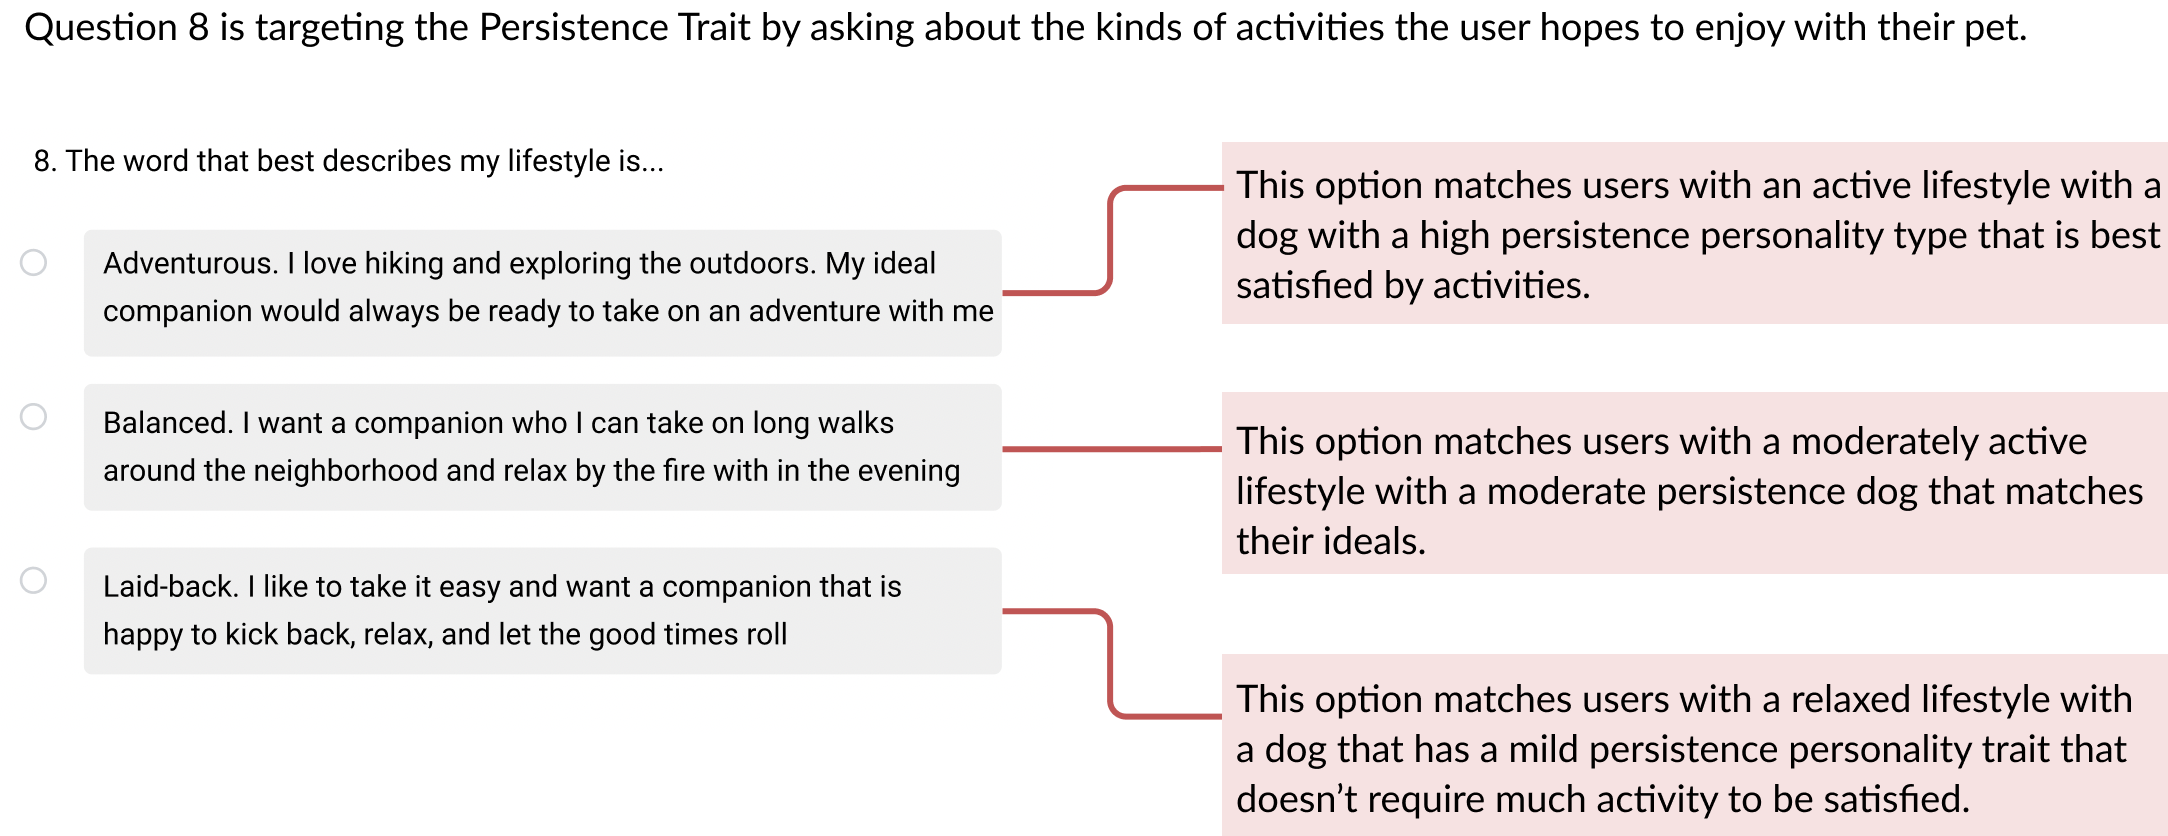 Question 8 is targeting the Persistence Trait by asking about the kinds of activities the user hopes to enjoy with their pet.
8. The word that best describes my lifestyle is...
Adventurous. I love hiking and exploring the outdoors. My ideal
companion would always be ready to take on an adventure with me
This option matches users with an active lifestyle with a
dog with a high persistence personality type that is best
satisfied by activities.
Balanced. I want a companion who I can take on long walks
around the neighborhood and relax by the fire with in the evening
This option matches users with a moderately active
lifestyle with a moderate persistence dog that matches
their ideals.
Laid-back. I like to take it easy and want a companion that is
happy to kick back, relax, and let the good times roll
This option matches users with a relaxed lifestyle with
a dog that has a mild persistence personality trait that
doesn’t require much activity to be satisfied.